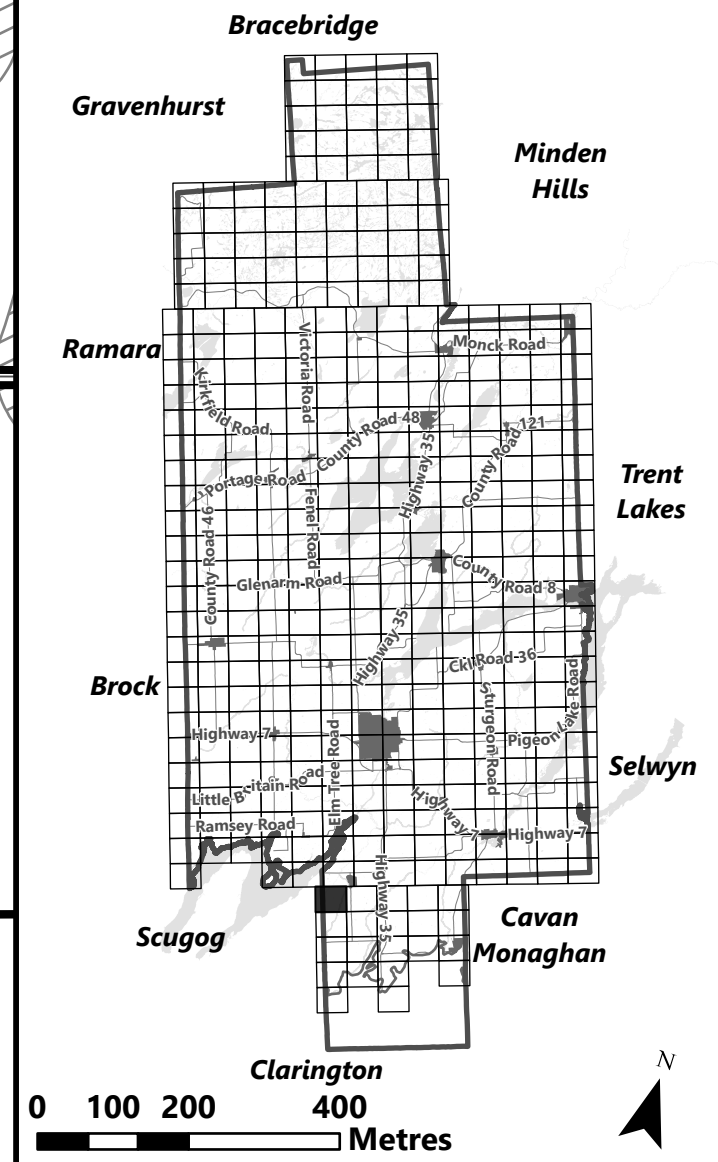 Bracebridge
Gravenhurst
Minden
Hills
Ramara
Victoria Road
Monck Road
Kirkfield Road
County Road 48
121
County Road
Highway 35
Portage Road
Fenel Road
Trent
Lakes
County Road 46
Glenarm Road
County Road 8
Highway 35
Ckl Road 36
Brock
Sturgeon Road
Pigeon Lake Road
Highway 7
Elm Tree Road
Selwyn
Little Britain Road
Highway 7
Ramsey Road
Highway 7
Highway 35
Scugog
Cavan
Monaghan
Clarington
N
0 100 200 400
Metres